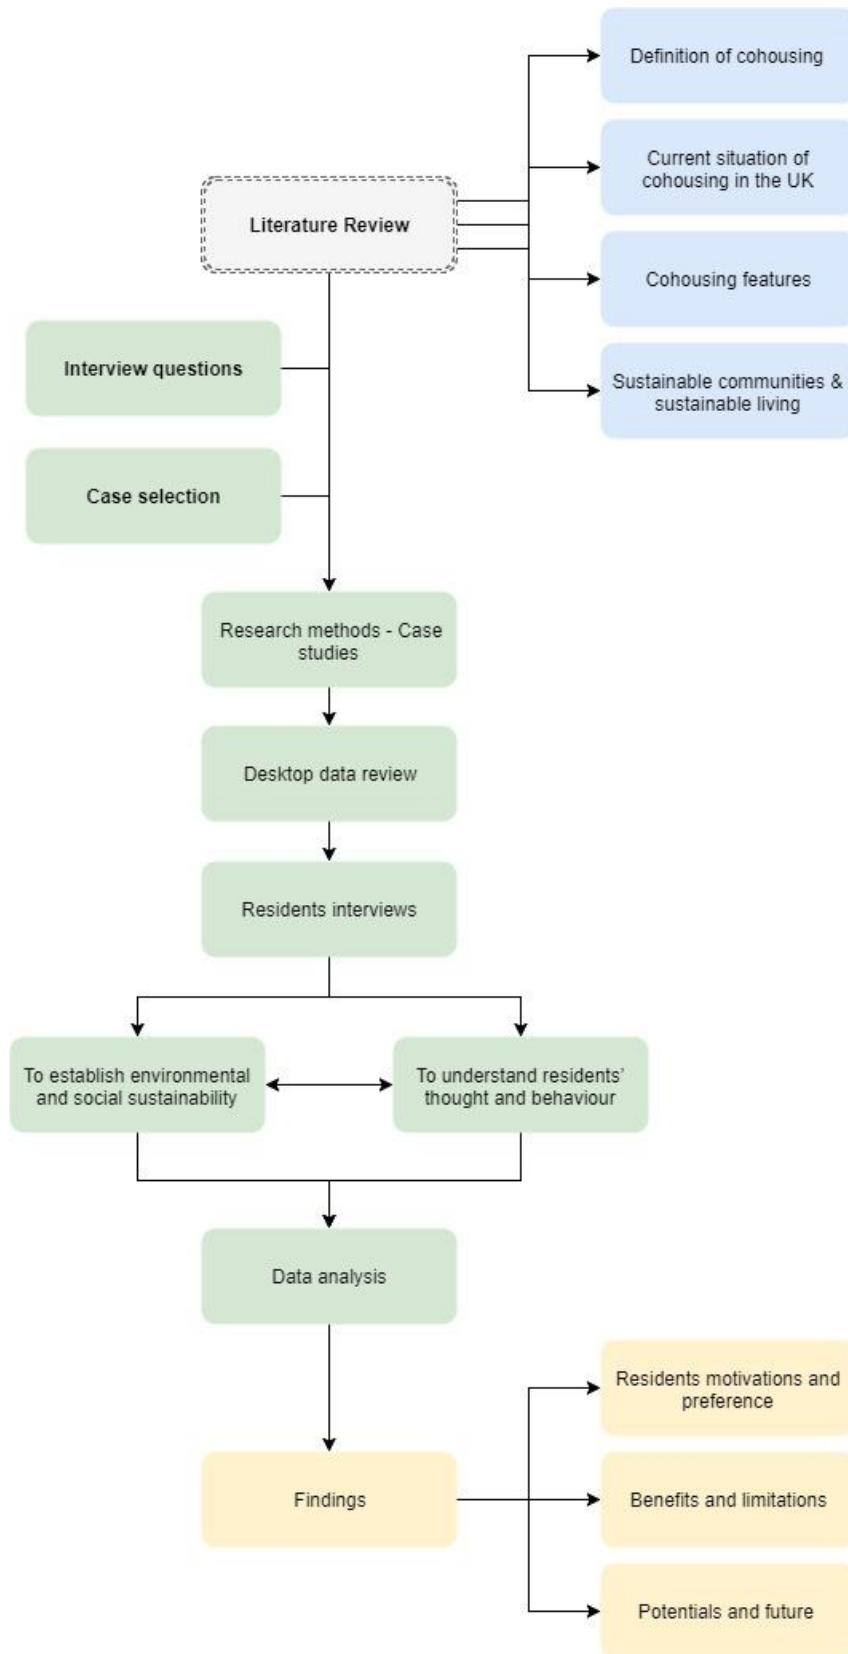 Definition of cohousing
Current situation of
cohousing in the UK
Literature Review
Cohousing features
Interview questions
Sustainable communities &
sustainable living
Case selection
Research methods - Case
studies
Desktop data review
Residents interviews
To establish environmental
and social sustainability
To understand residents’
thought and behaviour
Data analysis
Residents motivations and
preference
Findings
Benefits and limitations
Potentials and future